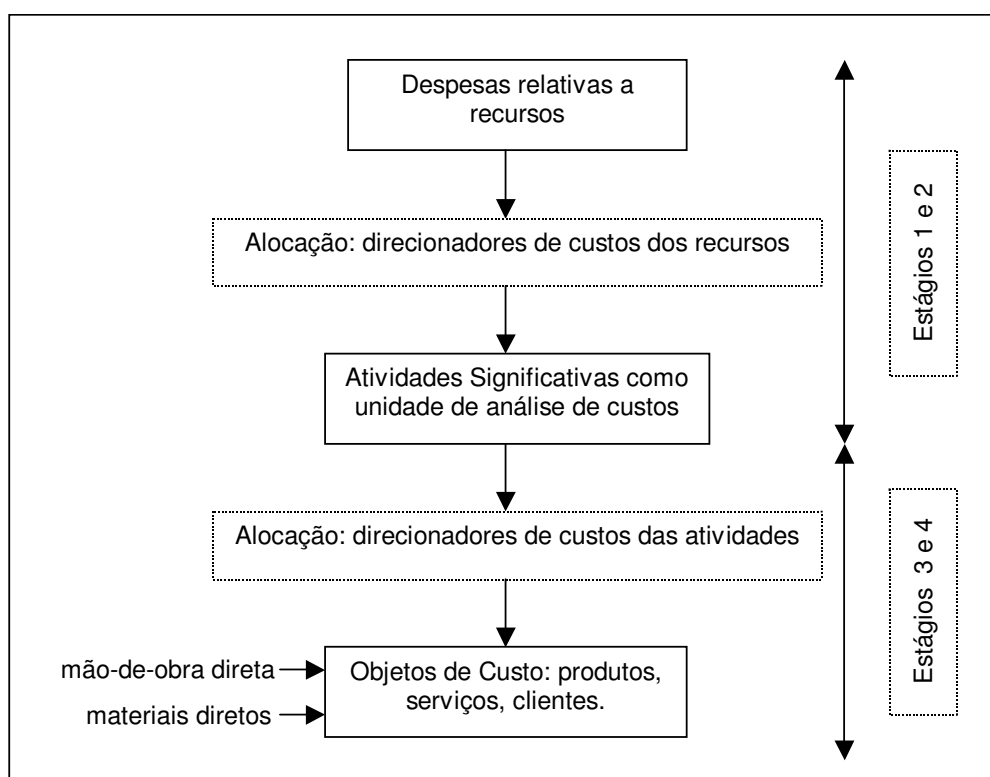 Despesas relativas a
recursos
Alocação: direcionadores de custos dos recursos
Estágios 1 e 2
Atividades Significativas como
unidade de análise de custos
Alocação: direcionadores de custos das atividades
Estágios 3 e 4
mão-de-obra direta
materiais diretos
Objetos de Custo: produtos,
serviços, clientes.